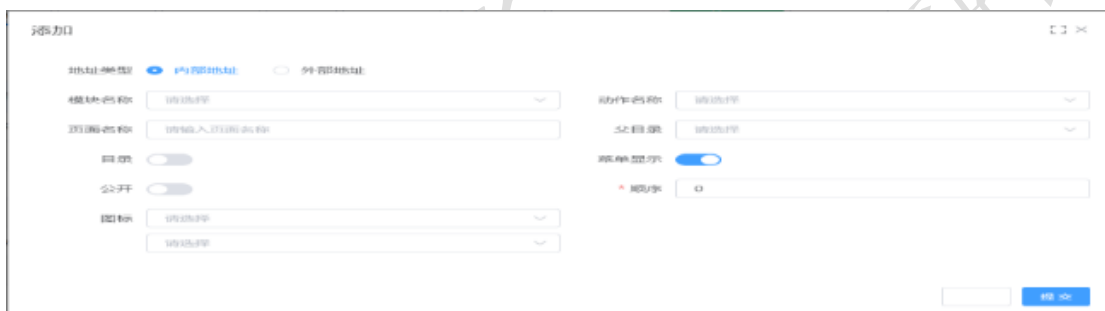 添加
地址类型 内部地址 外部地址
模块名称 请选择 动作名称 请选择
页面名称 请输入页面名称 父目录 请选择
目录 菜单显示
公开 * 顺序 0
图标 请选择
请选择
提交